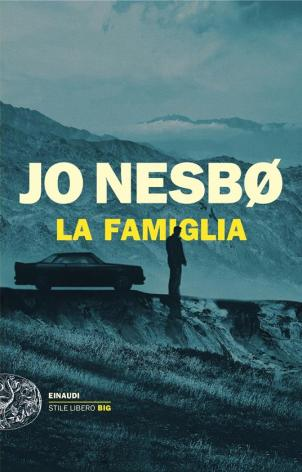 JO NESBØ
LA FAMIGLIA
EINAUDI
STILE LIBERO BIG